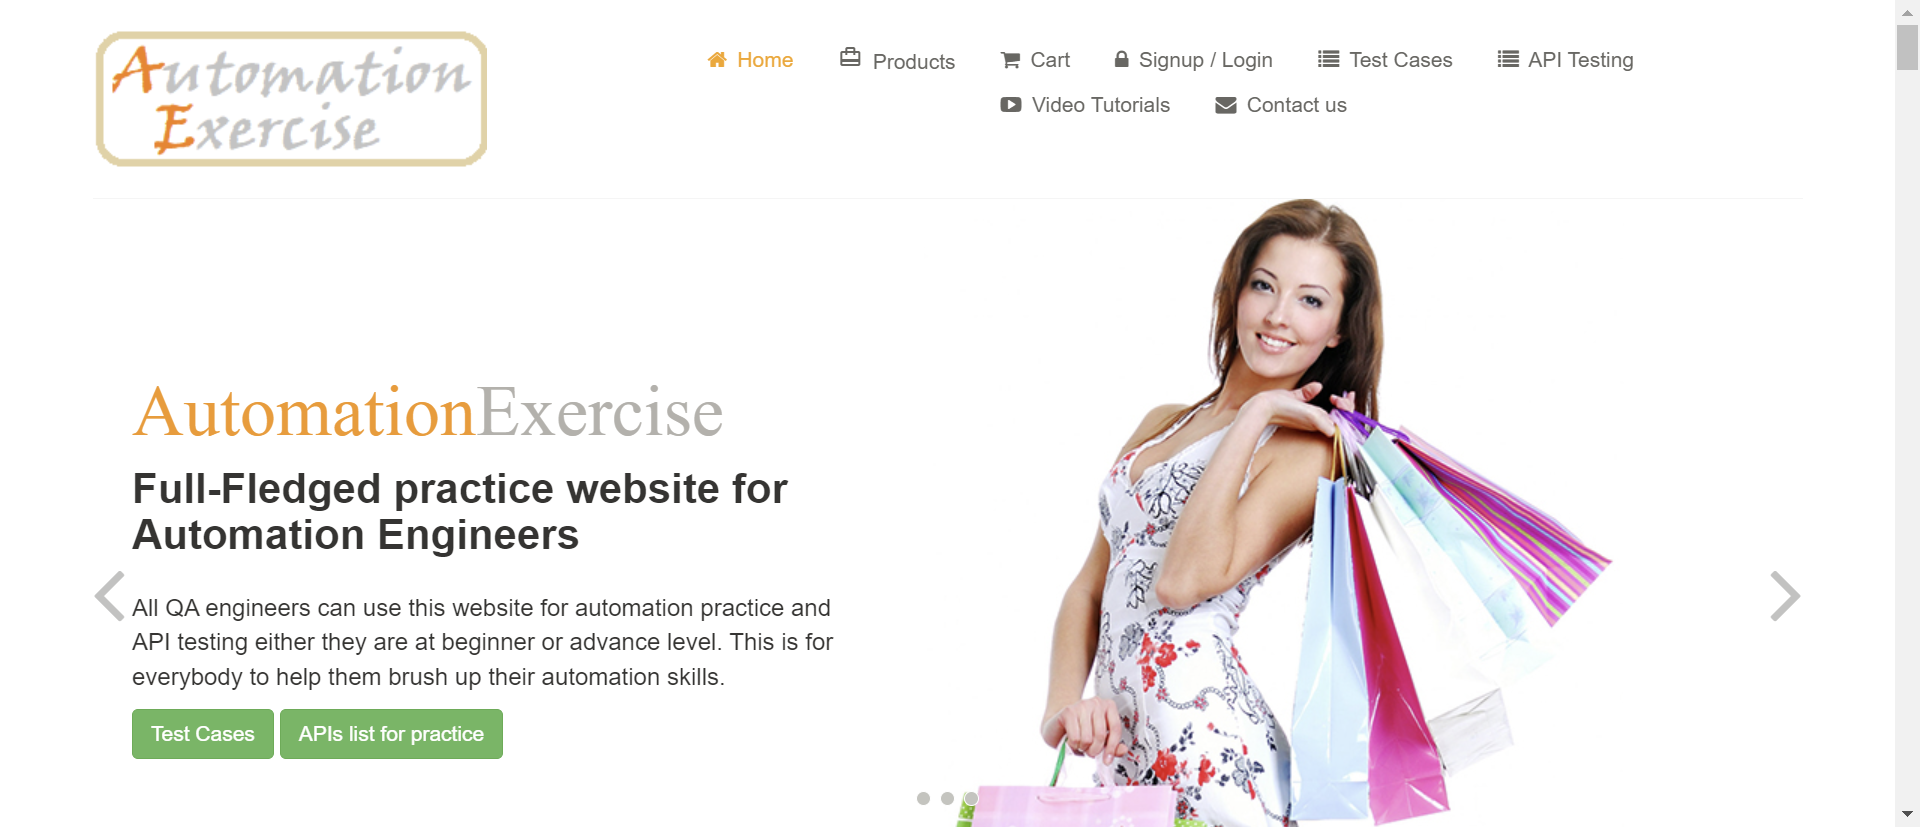 Automation
Exercise
Home
Products
Cart
Signup / Login
Test Cases
API Testing
Video Tutorials
Contact us
AutomationExercise
Full-Fledged practice website for
Automation Engineers
All QA engineers can use this website for automation practice and
API testing either they are at beginner or advance level. This is for
everybody to help them brush up their automation skills.
Test Cases
APIs list for practice